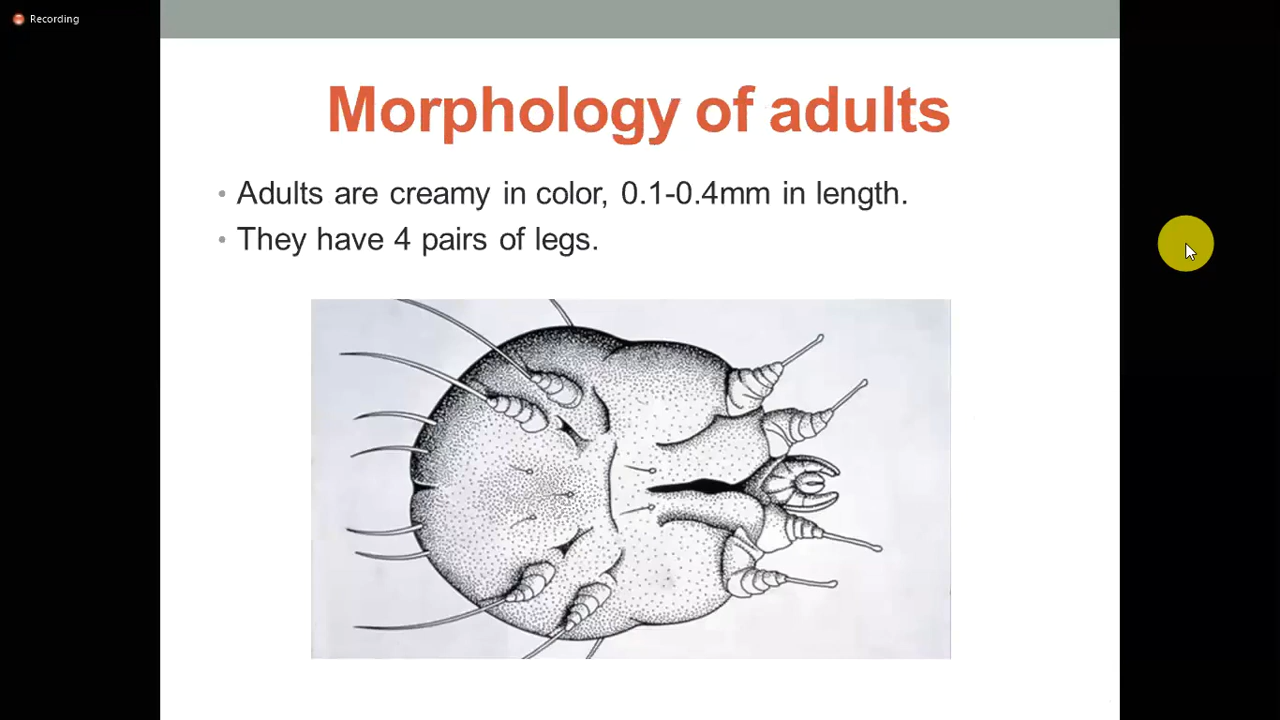 Recording
Morphology of adults
• Adults are creamy in color, 0.1-0.4mm in length.
• They have 4 pairs of legs.